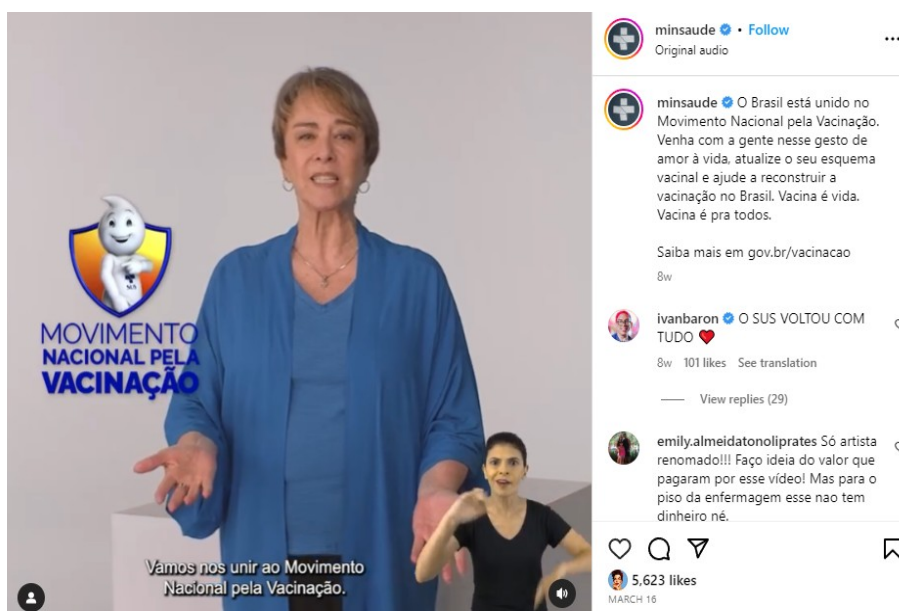 SUS
MOVIMENTO
NACIONAL PELA
VACINAÇÃO
Vamos nos unir ao Movimento
Nacional pela Vacinação.
minsaude • Follow
Original audio
minsaude O Brasil está unido no
Movimento Nacional pela Vacinação.
Venha com a gente nesse gesto de
amor à vida, atualize o seu esquema
vacinal e ajude a reconstruir a
vacinação no Brasil. Vacina é vida.
Vacina é pra todos.
Saiba mais em gov.br/vacinacao
8w
ivanbaron O SUS VOLTOU COM
TUDO ❤️
8w 101 likes See translation
View replies (29)
emily.almeidatonoliprates Só artista
renomado!!! Faço ideia do valor que
pagaram por esse vídeo! Mas para o
piso da enfermagem esse nao tem
dinheiro né.
5,623 likes
MARCH 16